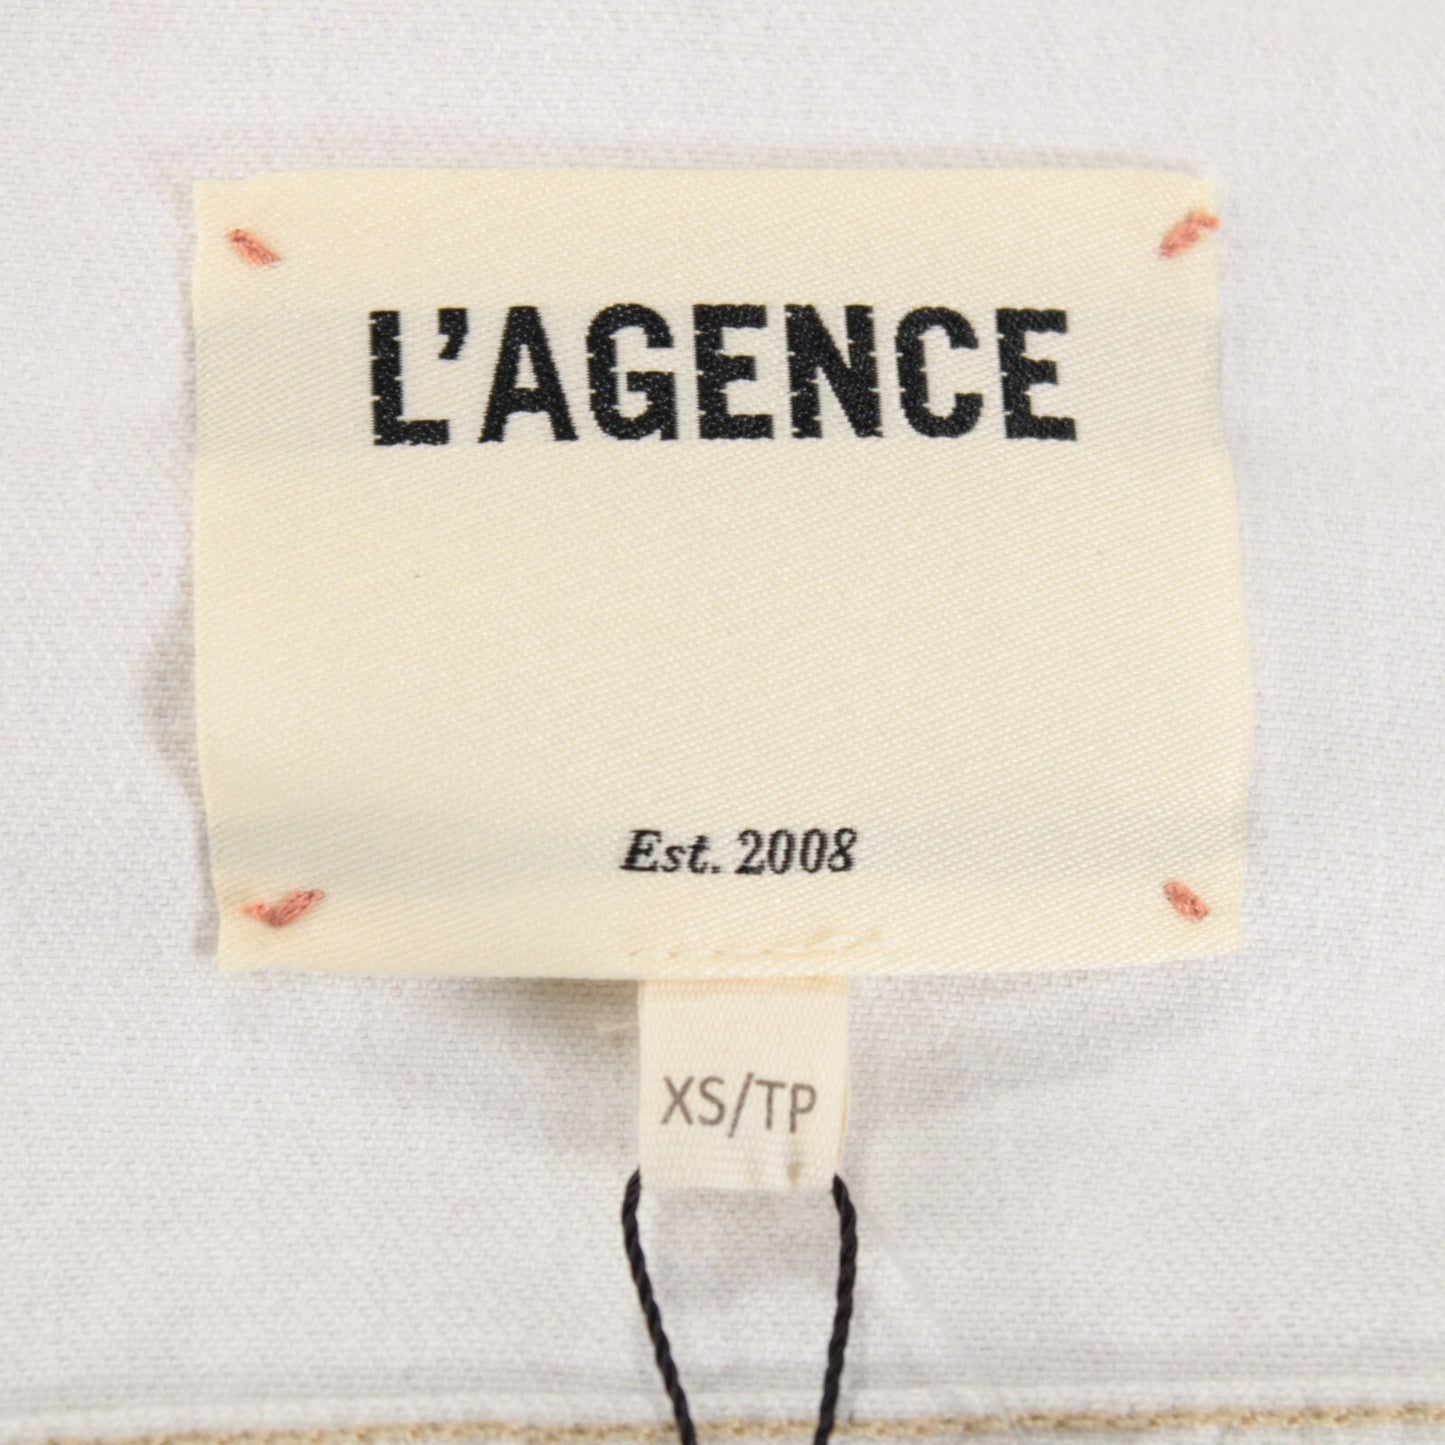 L'AGENCE
Est. 2008
XS/TP